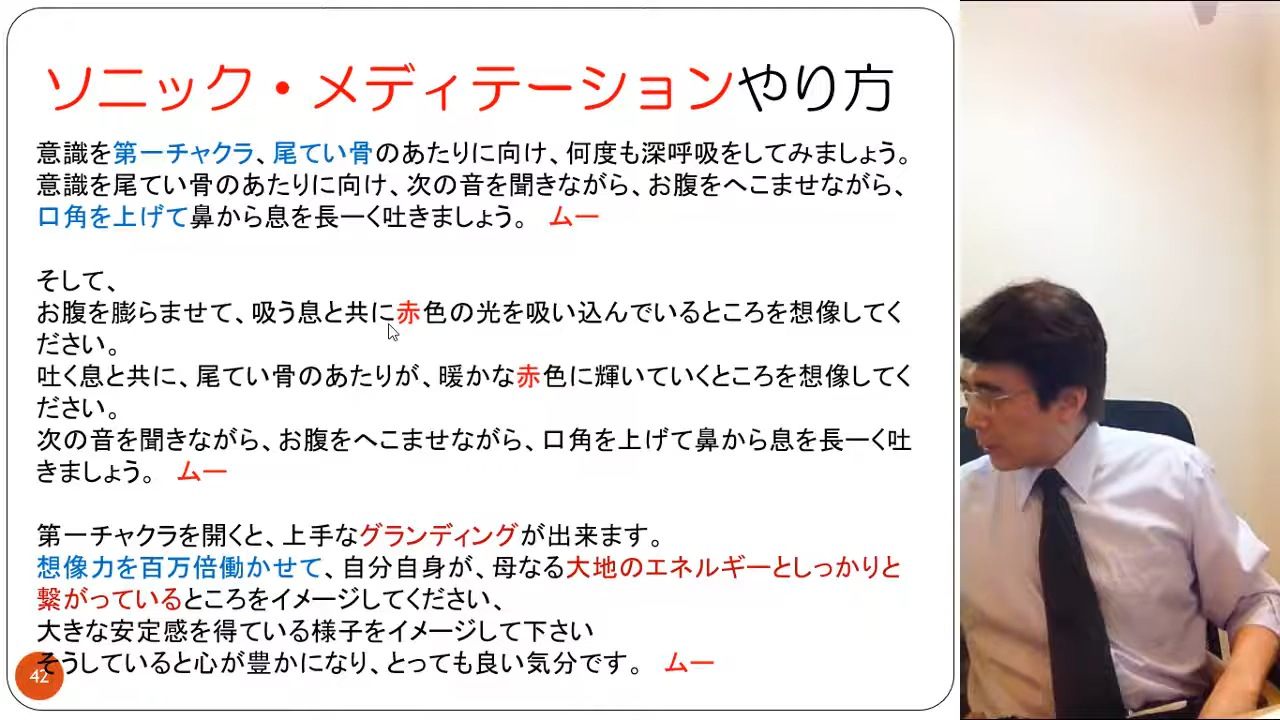 ソニック・メディテーションやり方
意識を第一チャクラ、尾てい骨のあたりに向け、何度も深呼吸をしてみましょう。
意識を尾てい骨のあたりに向け、次の音を聞きながら、お腹をへこませながら、
口角を上げて鼻から息を長一く吐きましょう。 ムー
そして、
お腹を膨らませて、吸う息と共に赤色の光を吸い込んでいるところを想像してく
ださい。
吐く息と共に、尾てい骨のあたりが、暖かな赤色に輝いていくところを想像してく
ださい。
次の音を聞きながら、お腹をへこませながら、口角を上げて鼻から息を長一く吐
きましょう。 ムー
第一チャクラを開くと、上手なグランディングが出来ます。
想像力を百万倍働かせて、自分自身が、母なる大地のエネルギーとしっかりと
繋がっているところをイメージしてください、
大きな安定感を得ている様子をイメージして下さい
そうしていると心が豊かになり、とっても良い気分です。 ムー
42